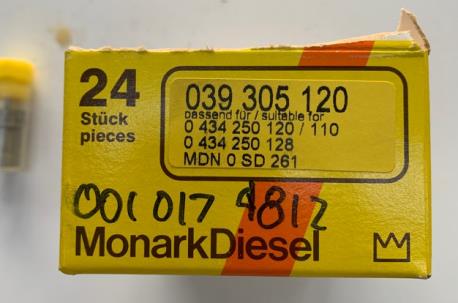 24
Stück
pieces
039 305 120
passend für / suitable for
0 434 250 120 / 110
0 434 250 128
MDN 0 SD 261
001 017 4812
MonarkDiesel